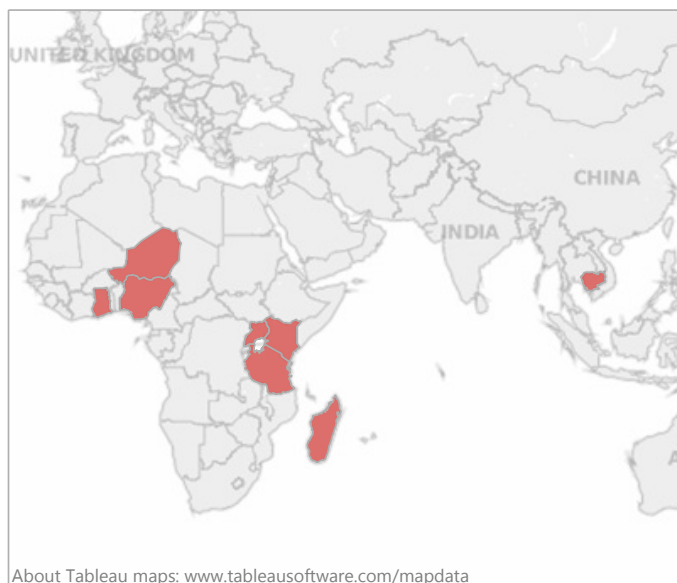 UNITED KINGDOM
CHINA
INDIA
A
About Tableau maps: www.tableausoftware.com/mapdata